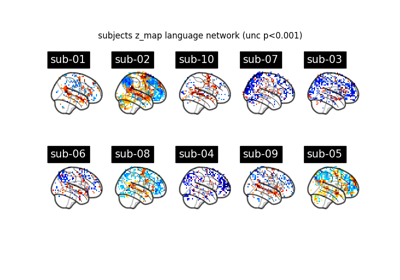 subjects z_map language network (unc p<0.001)
sub-01 sub-02 sub-10 sub-07 sub-03
sub-06 sub-08 sub-04 sub-09 sub-05